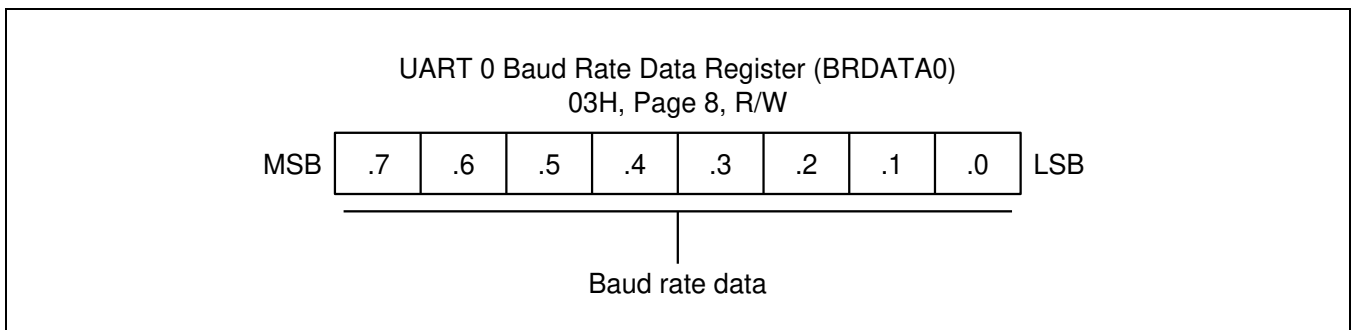 UART 0 Baud Rate Data Register (BRDATA0)
03H, Page 8, R/W
MSB .7 .6 .5 .4 .3 .2 .1 .0 LSB
Baud rate data